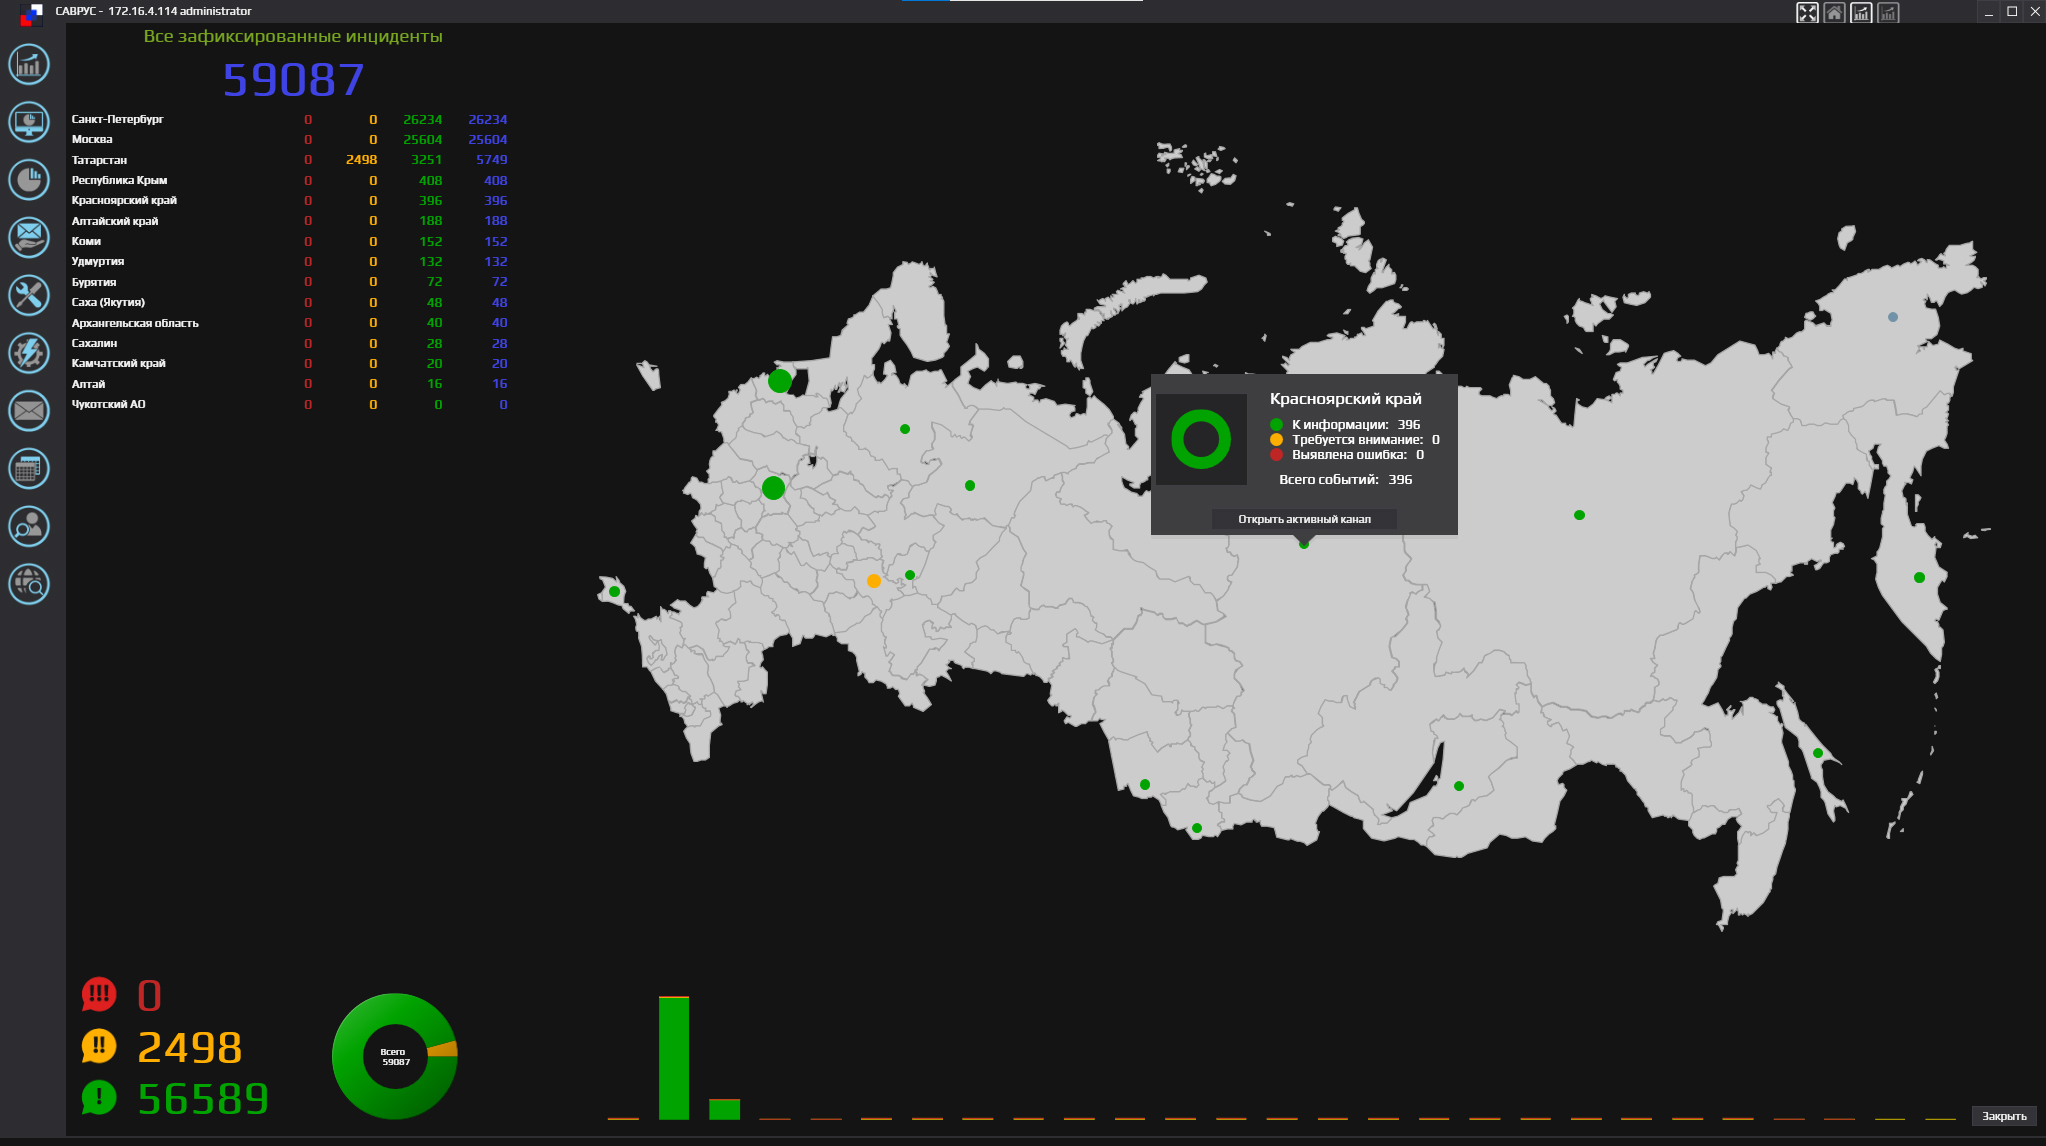 САВРУС - 172.16.4.114 administrator
Все зафиксированные инциденты
59087
Санкт-Петербург 0 0 26234 26234
Москва 0 0 25604 25604
Татарстан 0 2498 3251 5749
Республика Крым 0 0 408 408
Красноярский край 0 0 396 396
Алтайский край 0 0 188 188
Коми 0 0 152 152
Удмуртия 0 0 132 132
Бурятия 0 0 72 72
Саха (Якутия) 0 0 48 48
Архангельская область 0 0 40 40
Сахалин 0 0 28 28
Камчатский край 0 0 20 20
Алтай 0 0 16 16
Чукотский АО 0 0 0 0
Красноярский край
К информации: 396
Требуется внимание: 0
Выявлена ошибка: 0
Всего событий: 396
Открыть активный канал
!!! 0
!! 2498
! 56589
Всего
59087
Закрыть